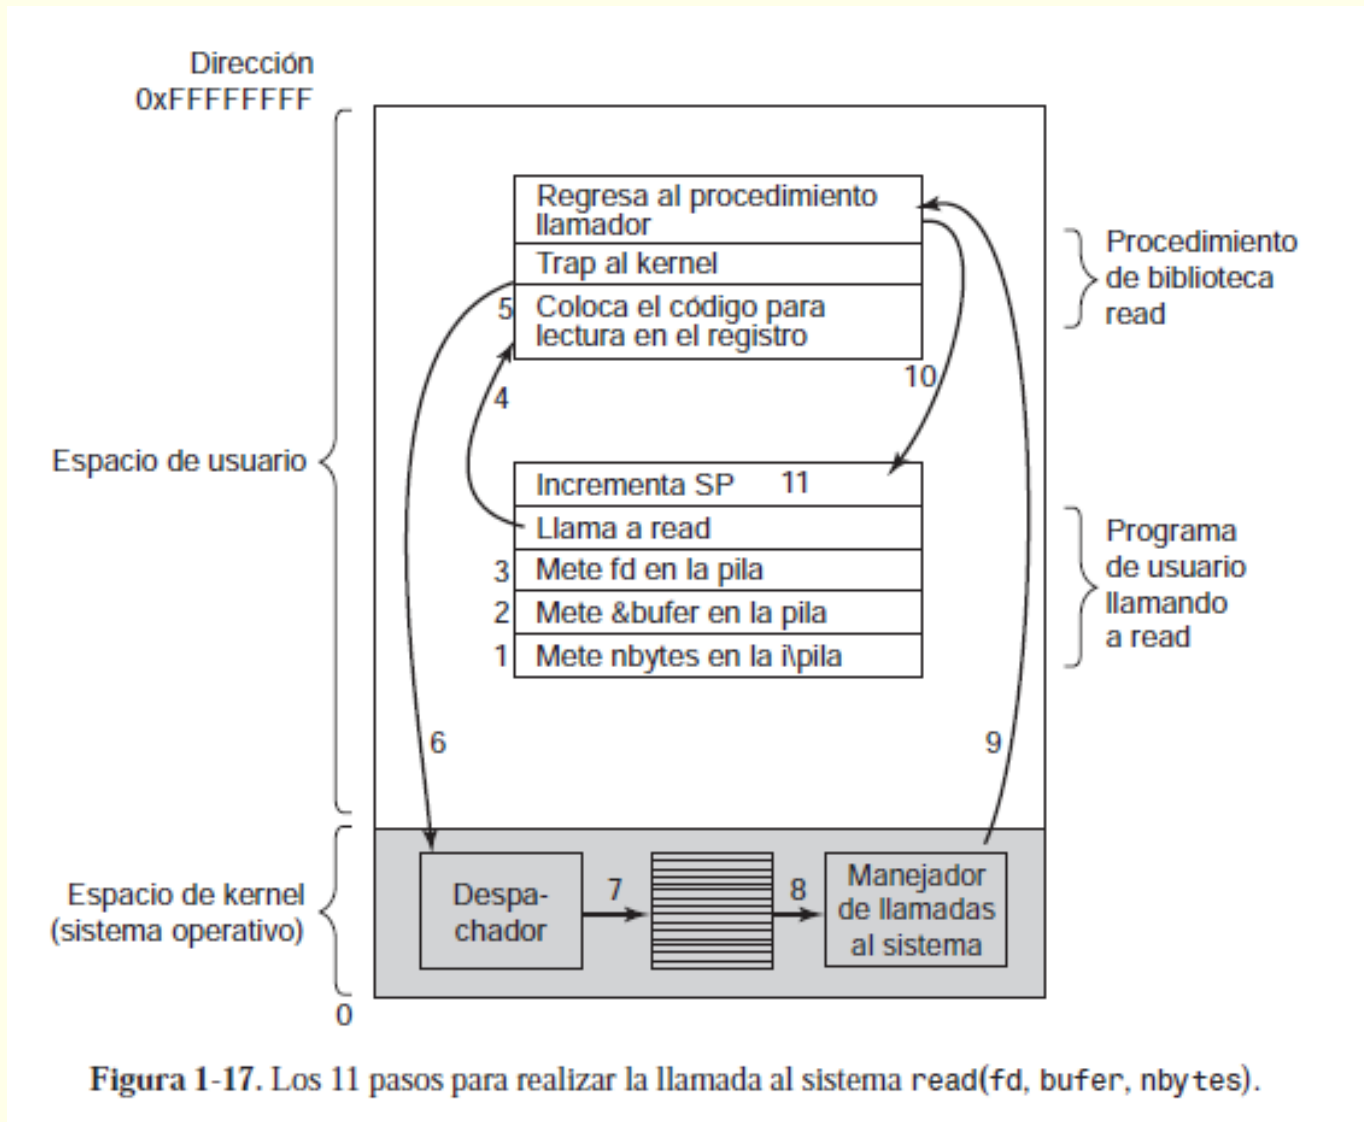 Dirección
0xFFFFFFFF
Regresa al procedimiento
llamador
Trap al kernel
5
Coloca el código para
lectura en el registro
4
10
Procedimiento
de biblioteca
read
Espacio de usuario
Incrementa SP 11
Llama a read
3 Mete fd en la pila
2 Mete &bufer en la pila
1 Mete nbytes en la i\pila
Programa
de usuario
llamando
a read
6
9
Espacio de kernel
(sistema operativo)
Despa-
chador
7
8
Manejador
de llamadas
al sistema
0
Figura 1-17. Los 11 pasos para realizar la llamada al sistema read(fd, bufer, nbytes).